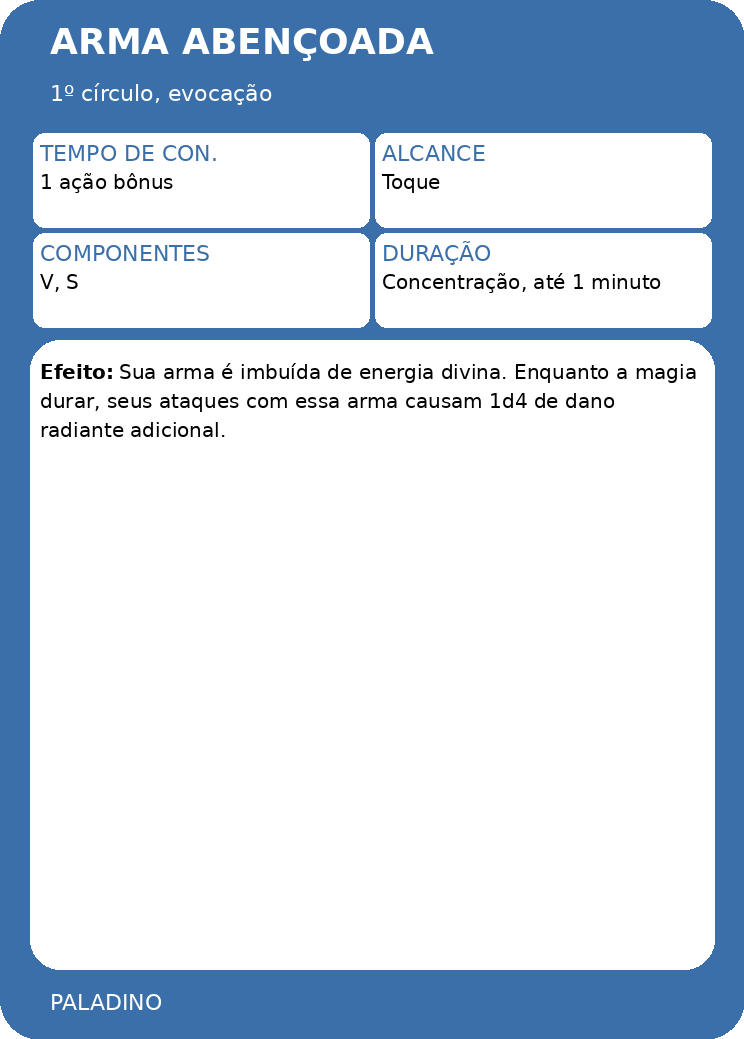 ARMA ABENÇOADA
1º círculo, evocação
TEMPO DE CON.
1 ação bônus
ALCANCE
Toque
COMPONENTES
V, S
DURAÇÃO
Concentração, até 1 minuto
Efeito: Sua arma é imbuída de energia divina. Enquanto a magia
durar, seus ataques com essa arma causam 1d4 de dano
radiante adicional.
PALADINO